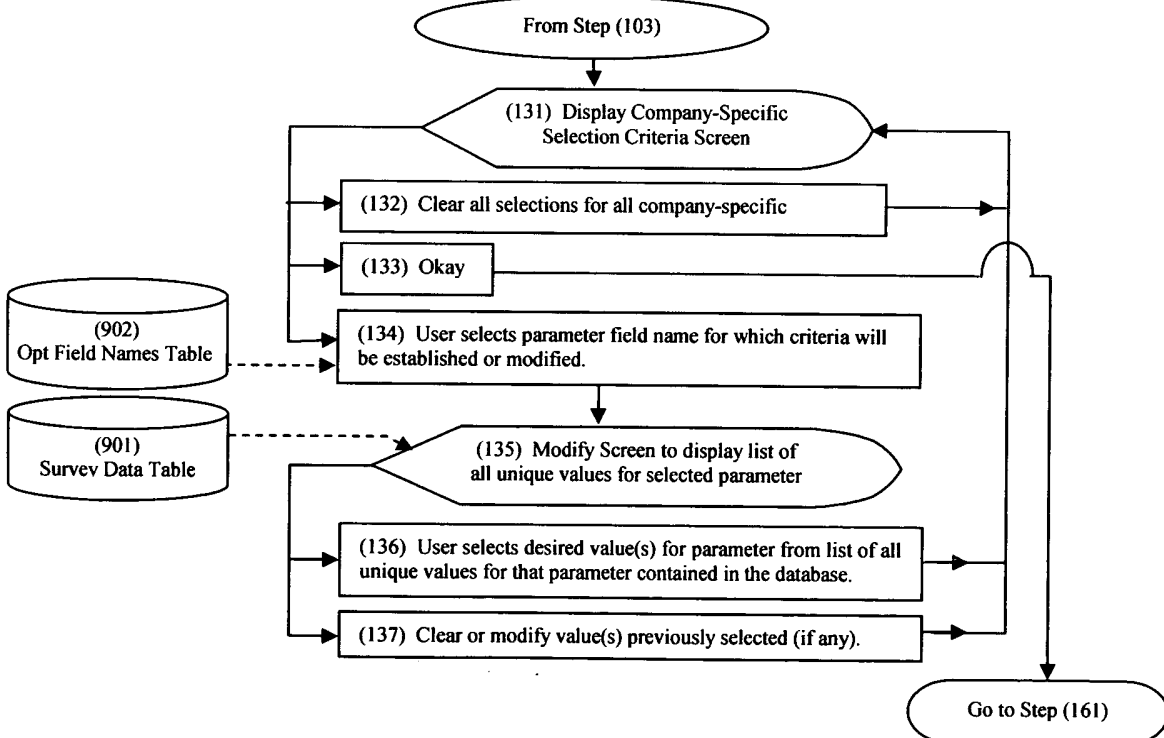 From Step (103)
(131) Display Company-Specific
Selection Criteria Screen
(132) Clear all selections for all company-specific
(133) Okay
(902)
Opt Field Names Table
(134) User selects parameter field name for which criteria will
be established or modified.
(901)
Survev Data Table
(135) Modify Screen to display list of
all unique values for selected parameter
(136) User selects desired value(s) for parameter from list of all
unique values for that parameter contained in the database.
(137) Clear or modify value(s) previously selected (if any).
Go to Step (161)